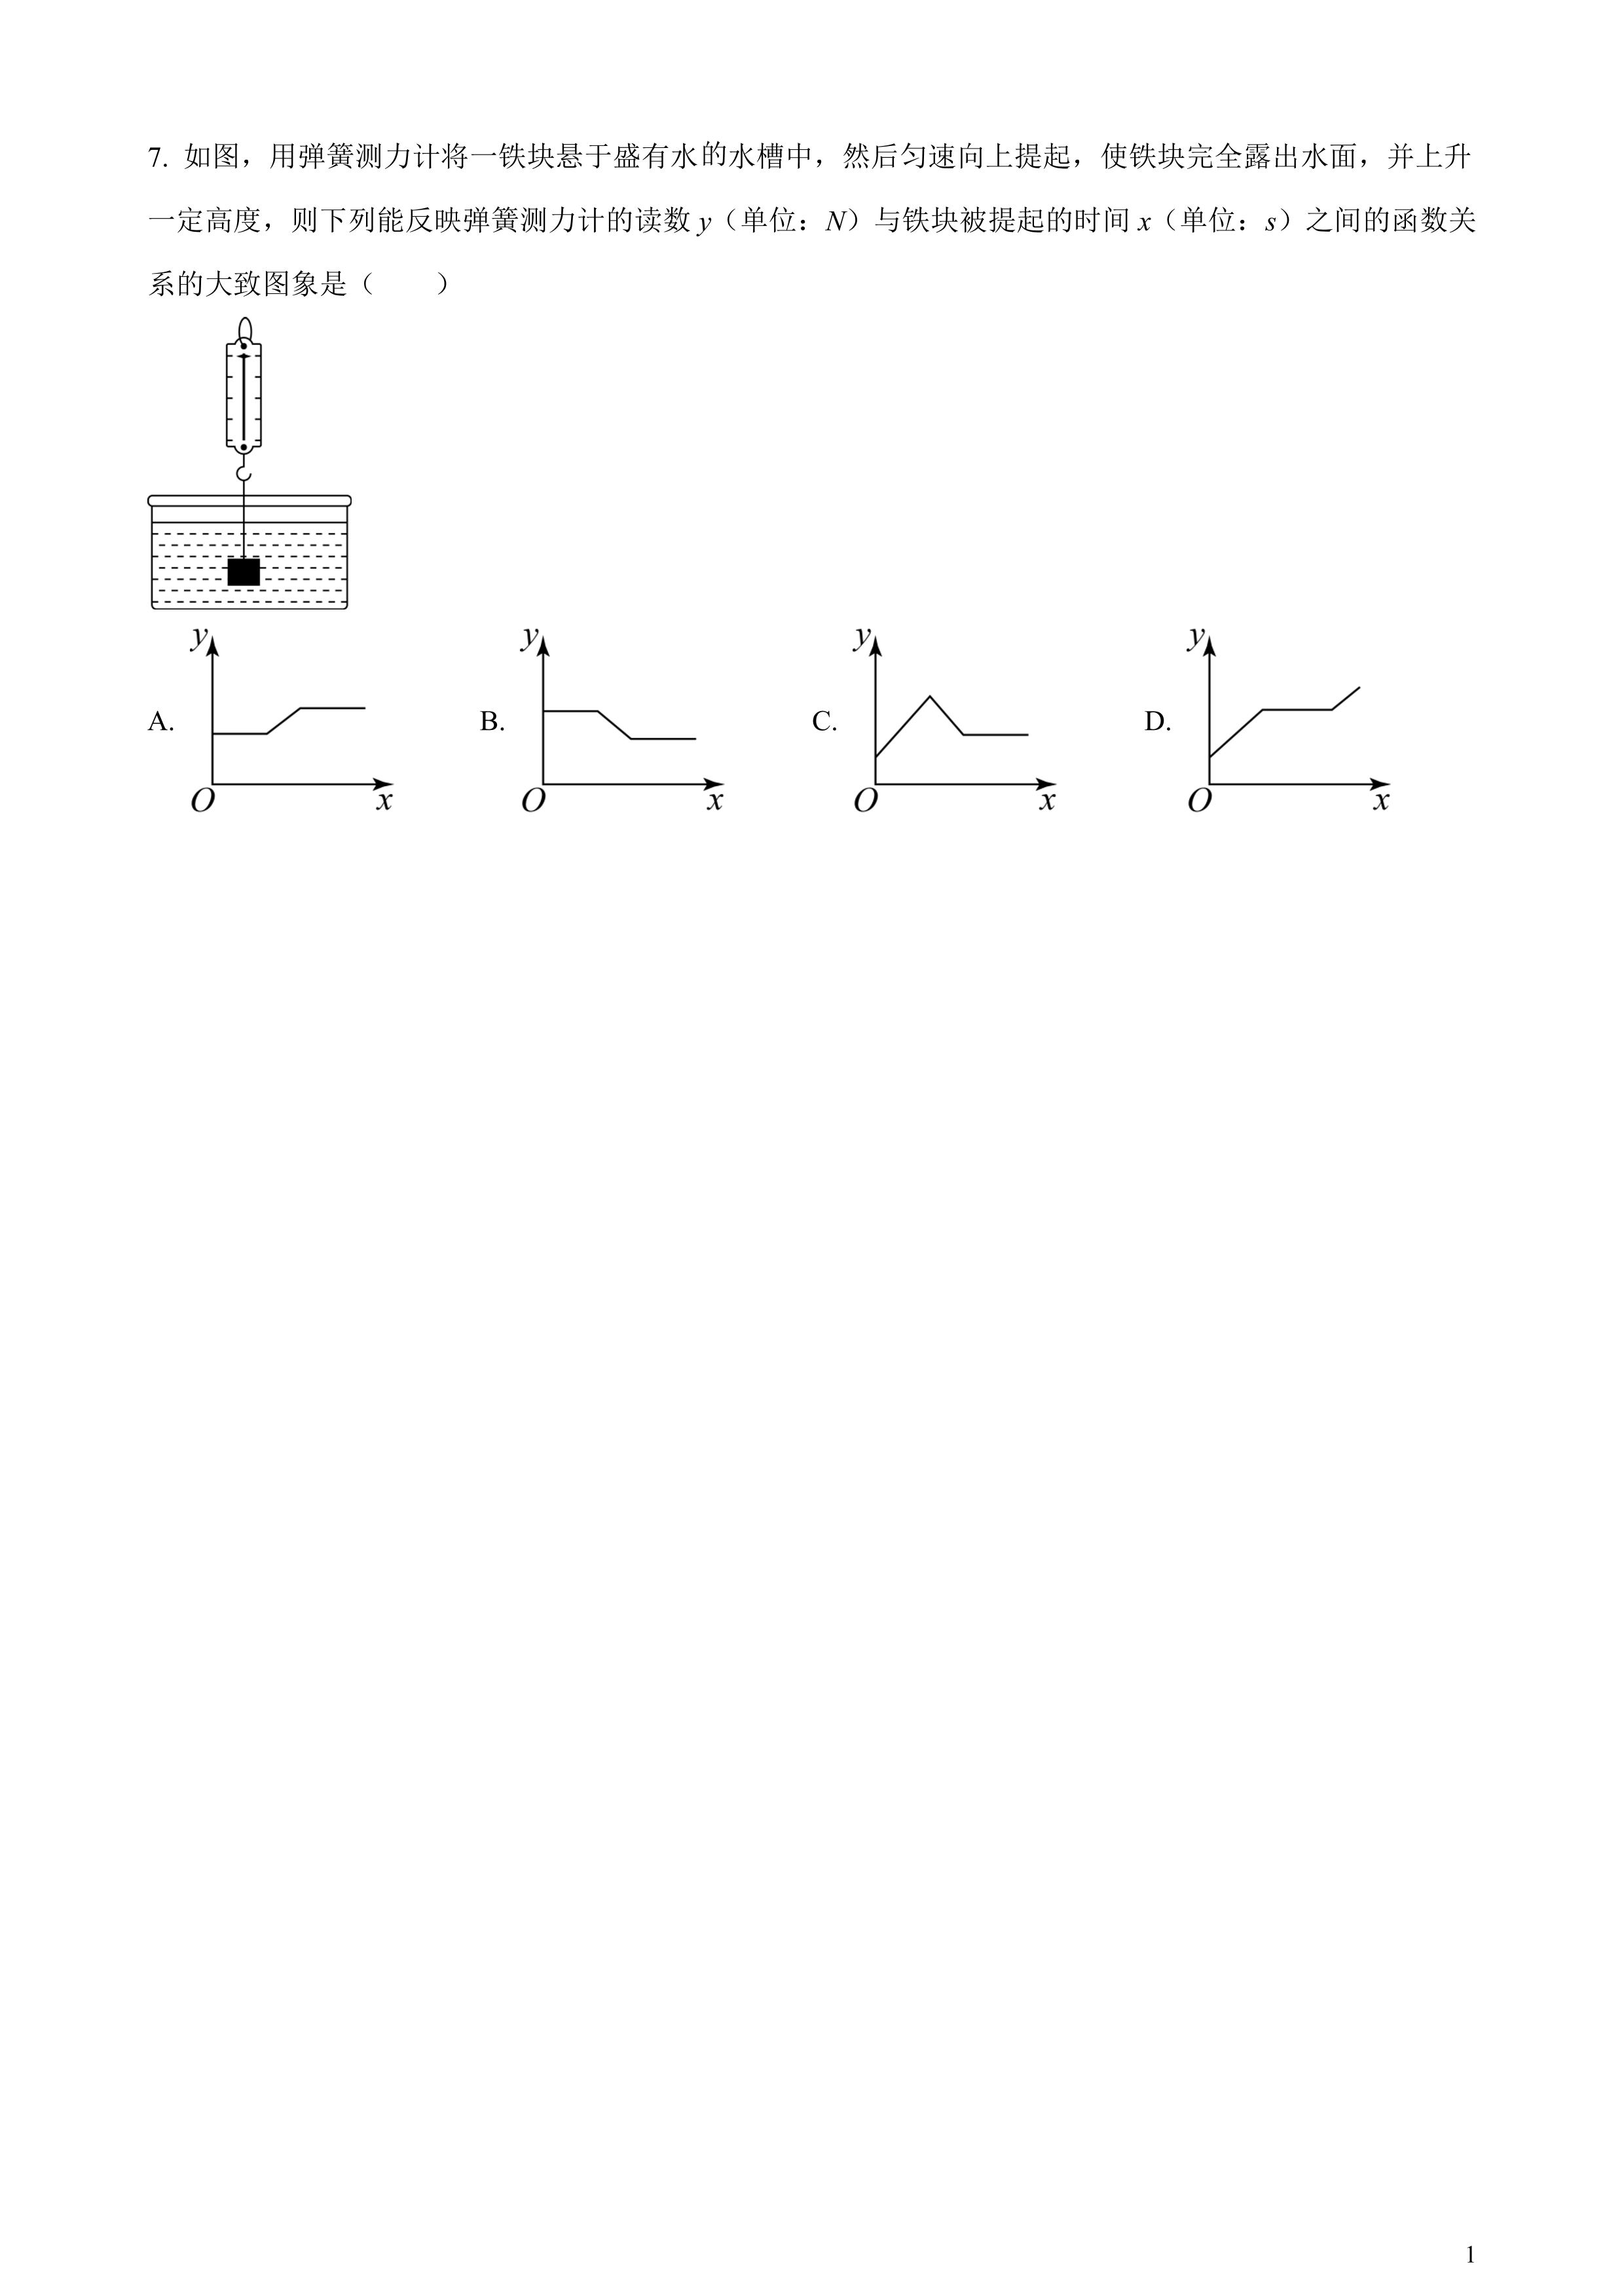 7. 如图，用弹簧测力计将一铁块悬于盛有水的水槽中，然后匀速向上提起，使铁块完全露出水面，并上升
一定高度，则下列能反映弹簧测力计的读数 y（单位：N）与铁块被提起的时间 x（单位：s）之间的函数关
系的大致图象是（　　）
A. y O x B. y O x C. y O x D. y O x
1